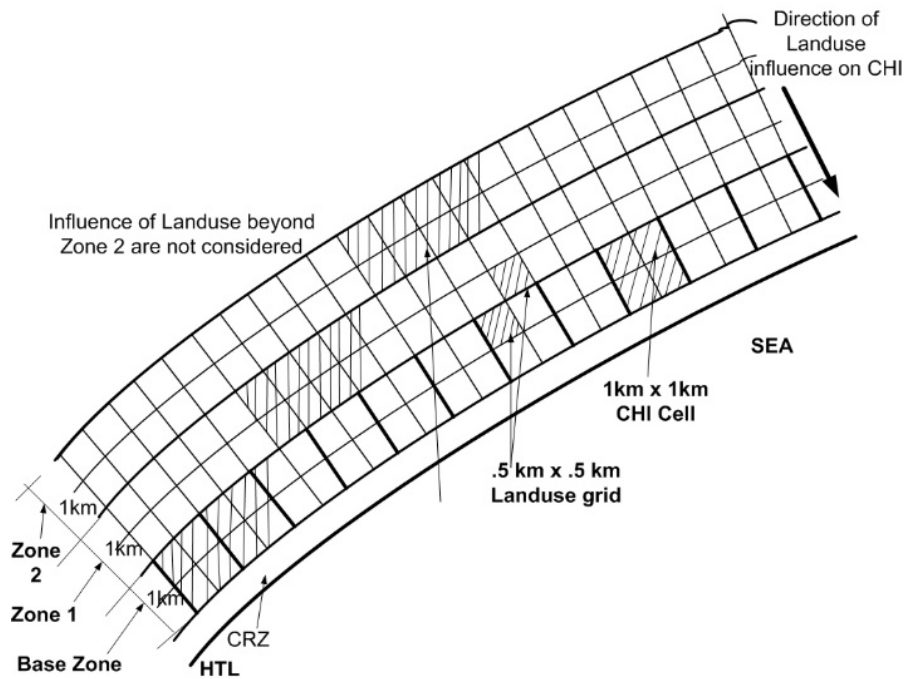 Direction of
Landuse
influence on CHI
Influence of Landuse beyond
Zone 2 are not considered
SEA
1km x 1km
CHI Cell
.5 km x .5 km
Landuse grid
1km
1km
1km
Zone
2
Zone 1
Base Zone
CRZ
HTL